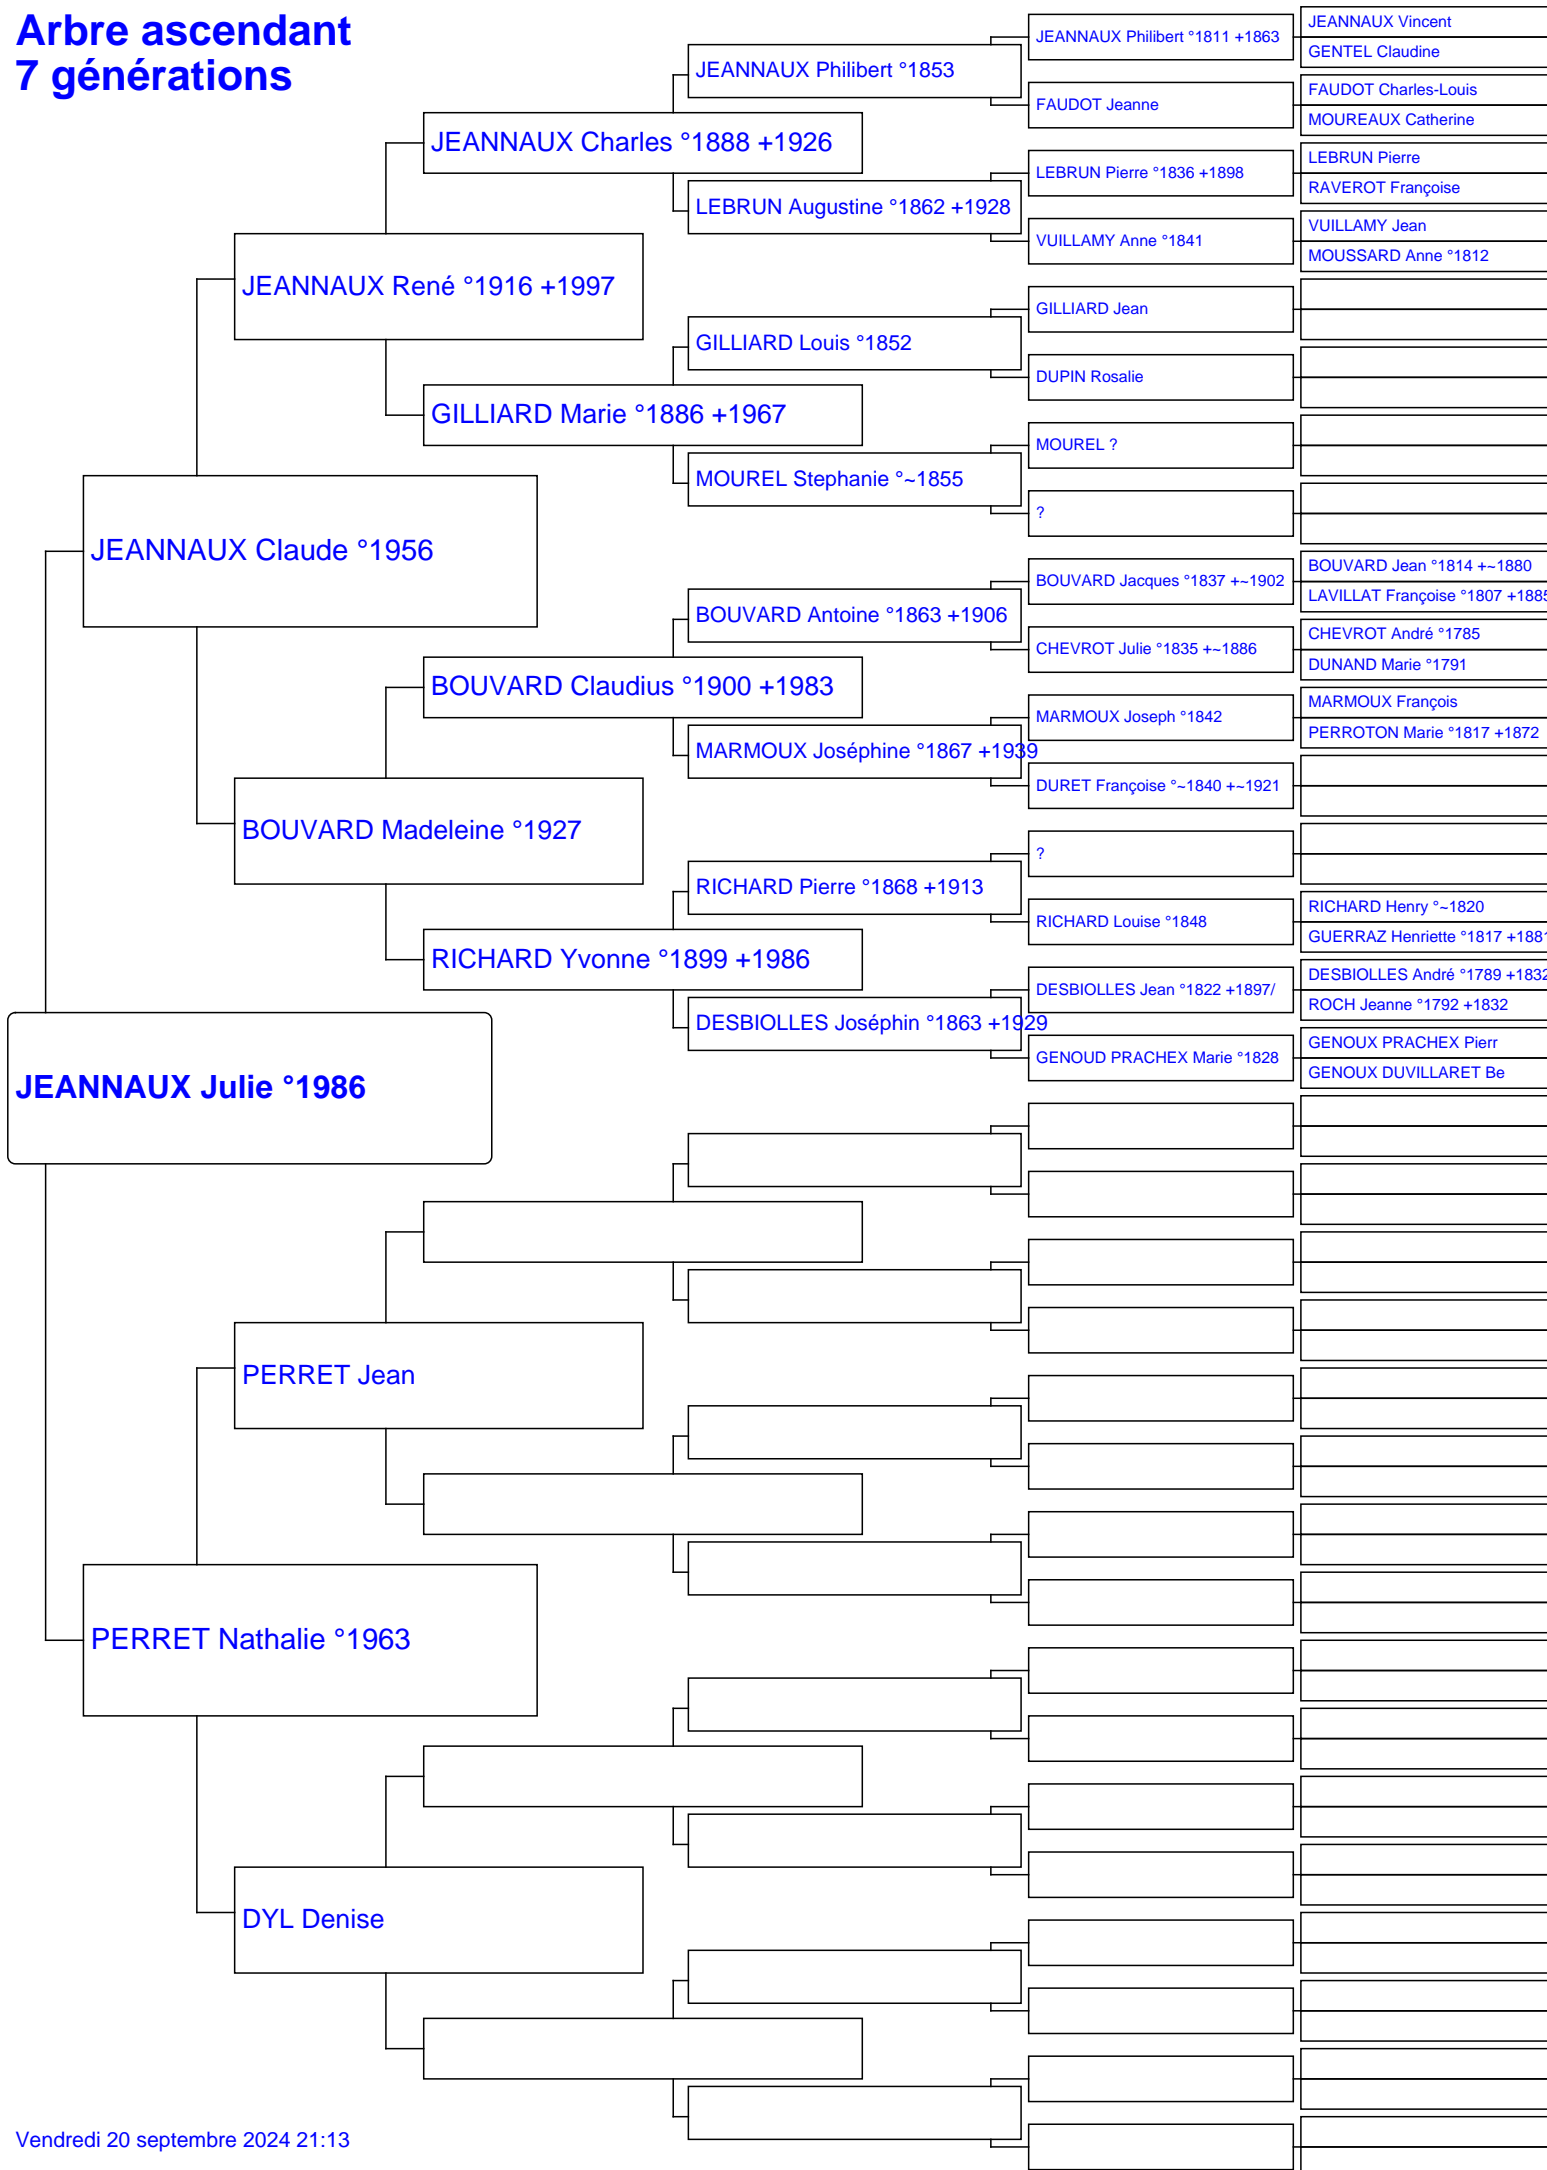 Arbre ascendant
7 générations
JEANNAUX Julie °1986
JEANNAUX Claude °1956
PERRET Nathalie °1963
JEANNAUX René °1916 +1997
BOUVARD Madeleine °1927
PERRET Jean
DYL Denise
JEANNAUX Charles °1888 +1926
GILLIARD Marie °1886 +1967
BOUVARD Claudius °1900 +1983
RICHARD Yvonne °1899 +1986
JEANNAUX Philibert °1853
LEBRUN Augustine °1862 +1928
GILLIARD Louis °1852
MOUREL Stephanie °~1855
BOUVARD Antoine °1863 +1906
MARMOUX Joséphine °1867 +1939
RICHARD Pierre °1868 +1913
DESBIOLLES Joséphin °1863 +1929
JEANNAUX Philibert °1811 +1863
FAUDOT Jeanne
LEBRUN Pierre °1836 +1898
VUILLAMY Anne °1841
GILLIARD Jean
DUPIN Rosalie
MOUREL ?
?
BOUVARD Jacques °1837 +~1902
CHEVROT Julie °1835 +~1886
MARMOUX Joseph °1842
DURET Françoise °~1840 +~1921
?
RICHARD Louise °1848
DESBIOLLES Jean °1822 +1897/
GENOUD PRACHEX Marie °1828
JEANNAUX Vincent
GENTEL Claudine
FAUDOT Charles-Louis
MOUREAUX Catherine
LEBRUN Pierre
RAVEROT Françoise
VUILLAMY Jean
MOUSSARD Anne °1812
BOUVARD Jean °1814 +~1880
LAVILLAT Françoise °1807 +1885
CHEVROT André °1785
DUNAND Marie °1791
MARMOUX François
PERROTON Marie °1817 +1872
RICHARD Henry °~1820
GUERRAZ Henriette °1817 +1881
DESBIOLLES André °1789 +1832
ROCH Jeanne °1792 +1832
GENOUX PRACHEX Pierr
GENOUX DUVILLARET Be
Vendredi 20 septembre 2024 21:13